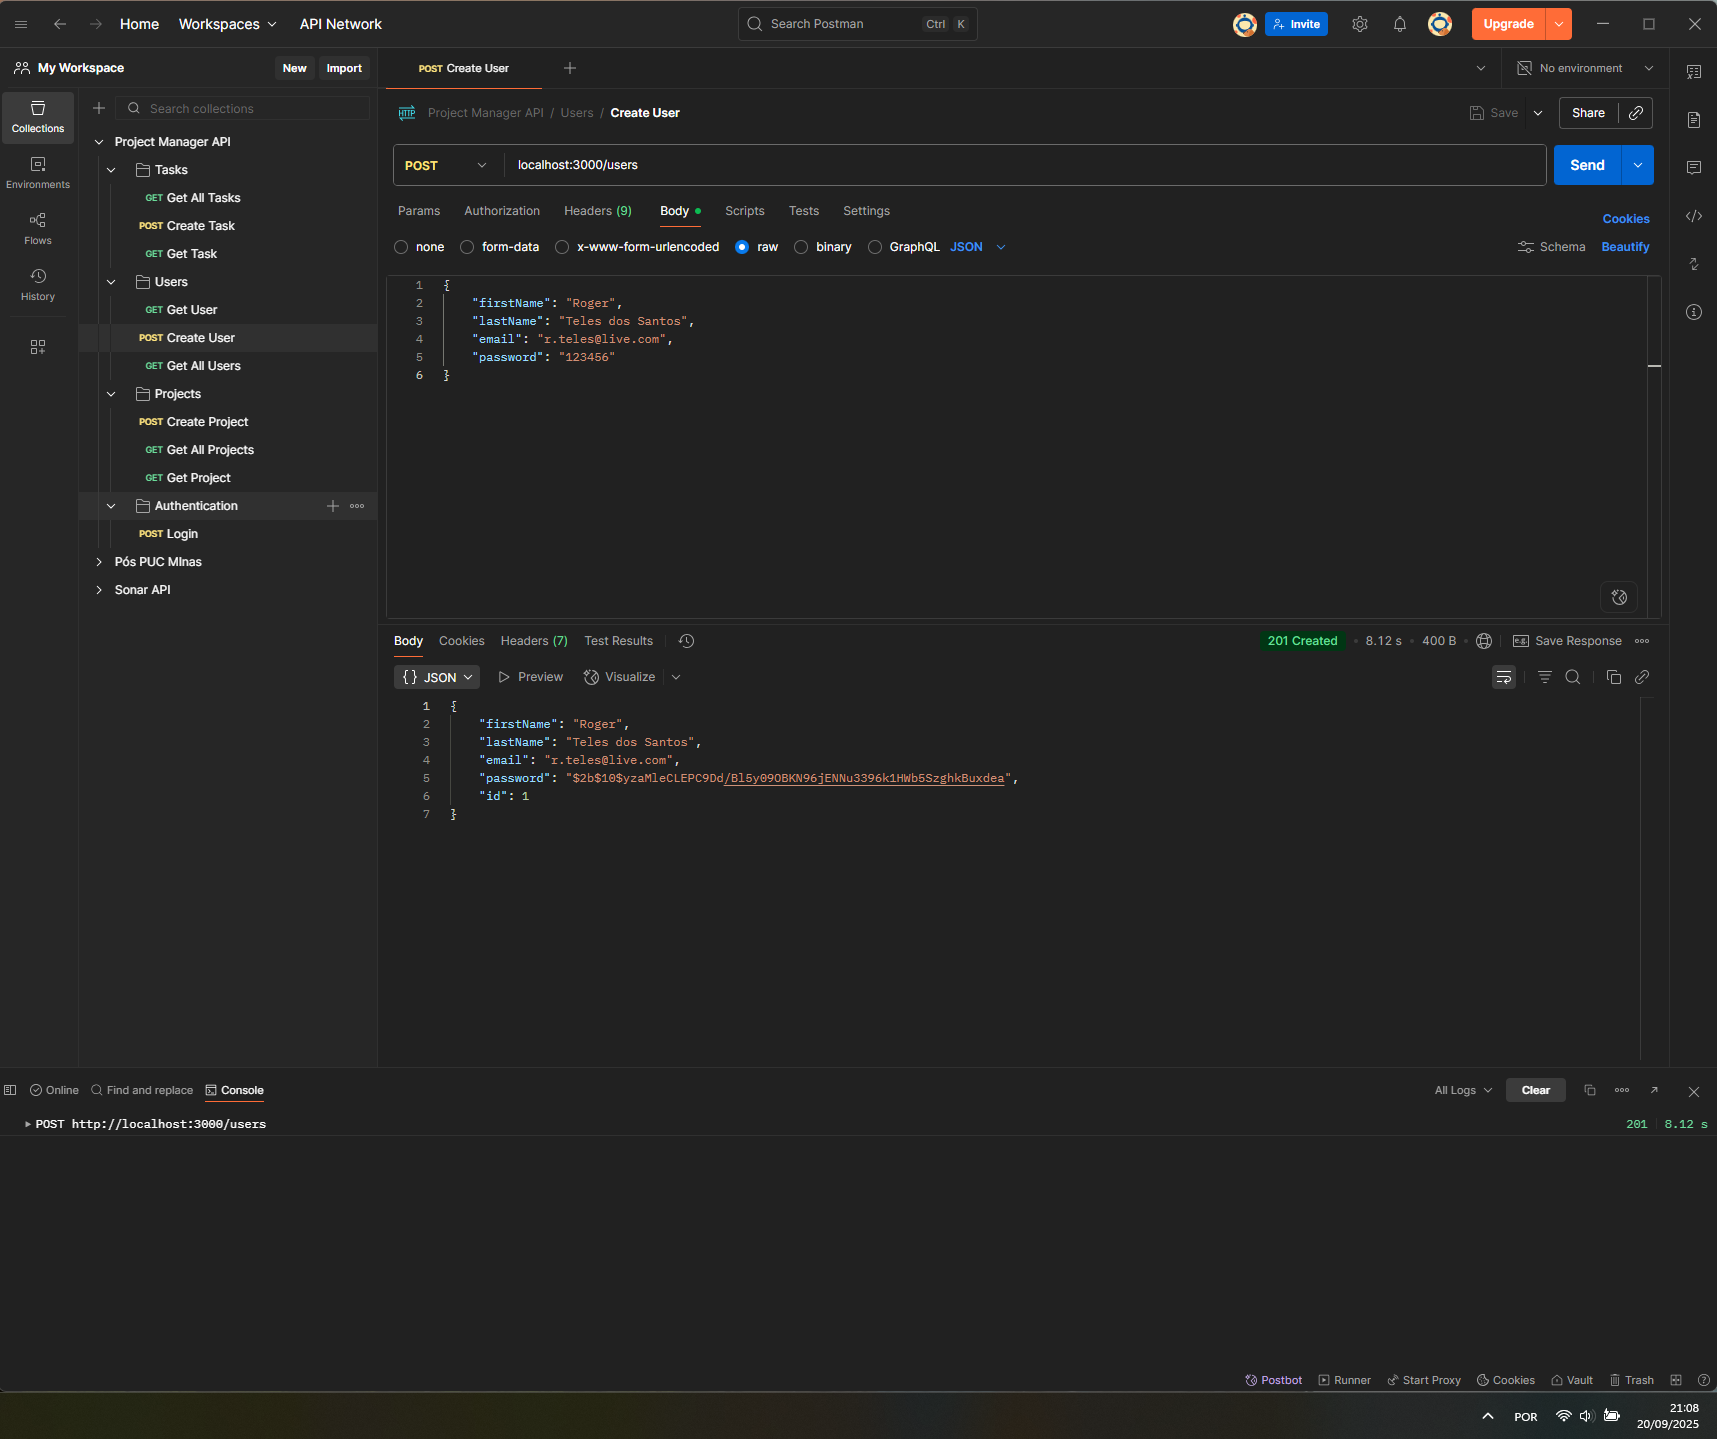 Home
Workspaces
API Network
Search Postman
Ctrl K
Invite
Upgrade
My Workspace
New
Import
POST Create User
No environment
Collections
Environments
Flows
History
Search collections
Project Manager API
Tasks
GET Get All Tasks
POST Create Task
GET Get Task
Users
GET Get User
POST Create User
GET Get All Users
Projects
POST Create Project
GET Get All Projects
GET Get Project
Authentication
POST Login
Pós PUC MInas
Sonar API
HTTP Project Manager API / Users / Create User
Save
Share
POST
localhost:3000/users
Send
Params
Authorization
Headers (9)
Body
Scripts
Tests
Settings
Cookies
none
form-data
x-www-form-urlencoded
raw
binary
GraphQL
JSON
Schema
Beautify
1 {
2 "firstName": "Roger",
3 "lastName": "Teles dos Santos",
4 "email": "r.teles@live.com",
5 "password": "123456"
6 }
Body
Cookies
Headers (7)
Test Results
201 Created
8.12 s
400 B
e.g. Save Response
{} JSON
Preview
Visualize
1 {
2 "firstName": "Roger",
3 "lastName": "Teles dos Santos",
4 "email": "r.teles@live.com",
5 "password": "$2b$10$yzaMleCLEPC9Dd/Bl5y09OBKN96jENNu3396k1HWb5SzghkBuxdea",
6 "id": 1
7 }
Online
Find and replace
Console
All Logs
Clear
POST http://localhost:3000/users
201
8.12 s
Postbot
Runner
Start Proxy
Cookies
Vault
Trash
POR
21:08
20/09/2025